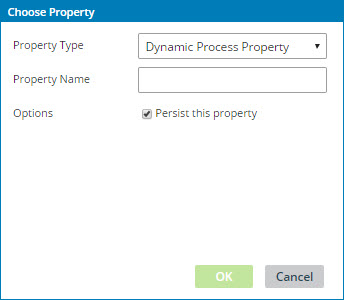 Choose Property
Property Type Dynamic Process Property
Property Name
Options Persist this property
OK Cancel